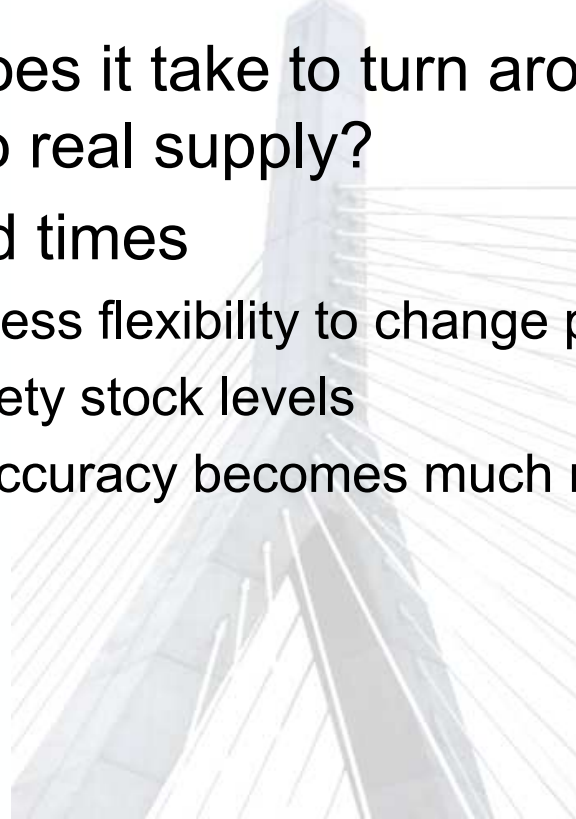 oes it take to turn aro
o real supply?
d times
ess flexibility to change p
ety stock levels
ccuracy becomes much